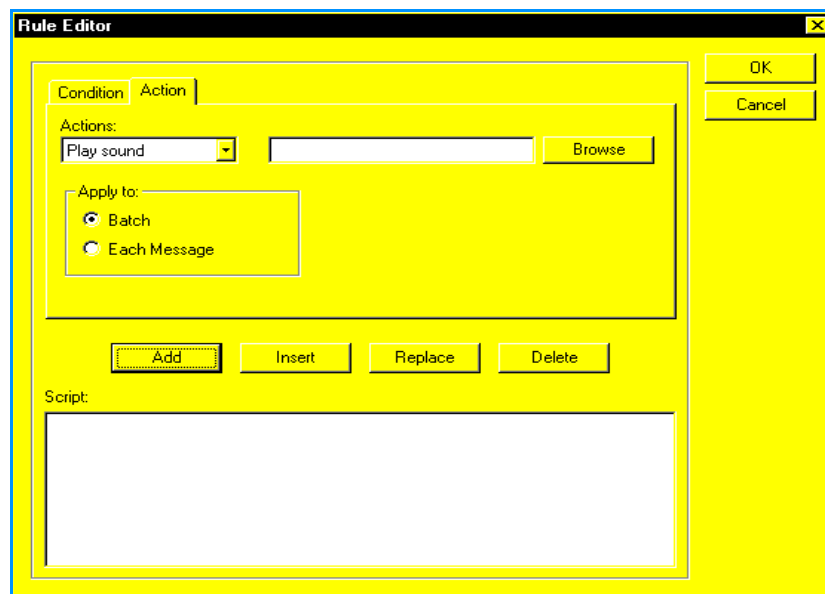 Rule Editor
OK
Condition Action
Cancel
Actions:
Play sound Browse
Apply to:
Batch
Each Message
Add Insert Replace Delete
Script: